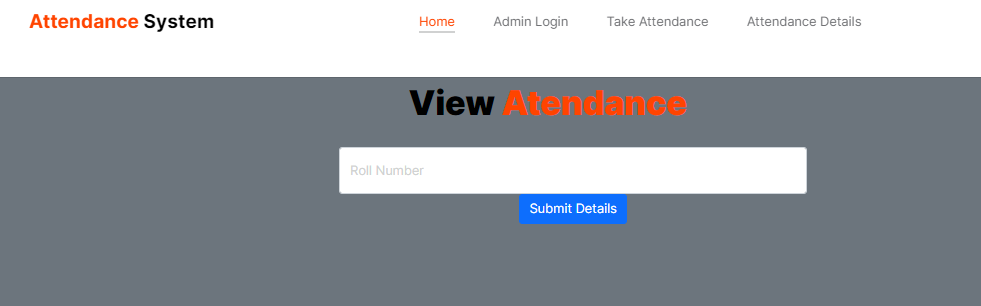 Attendance System Home Admin Login Take Attendance Attendance Details
View Atendance
Roll Number
Submit Details